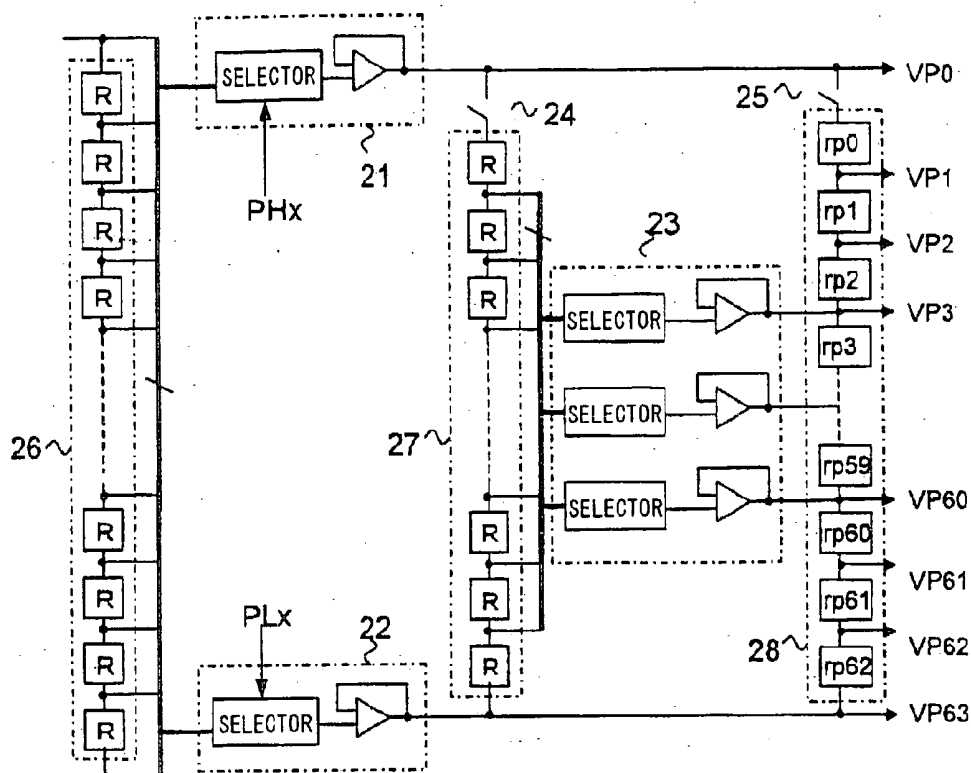 SELECTOR
VP0
R
24
25
R
21
rp0
R
VP1
R
PHx
rp1
R
23
VP2
R
rp2
R
R
SELECTOR
VP3
rp3
26
27
SELECTOR
rp59
SELECTOR
VP60
R
R
rp60
R
VP61
R
rp61
PLx
22
R
28
VP62
R
rp62
R
SELECTOR
VP63